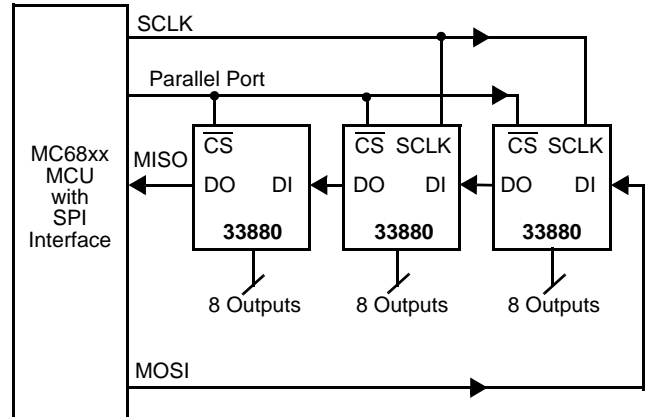 SCLK
Parallel Port
MC68xx
MCU
with
SPI
Interface
MISO
CS
DO DI
33880
8 Outputs
CS SCLK
DO DI
33880
8 Outputs
CS SCLK
DO DI
33880
8 Outputs
MOSI